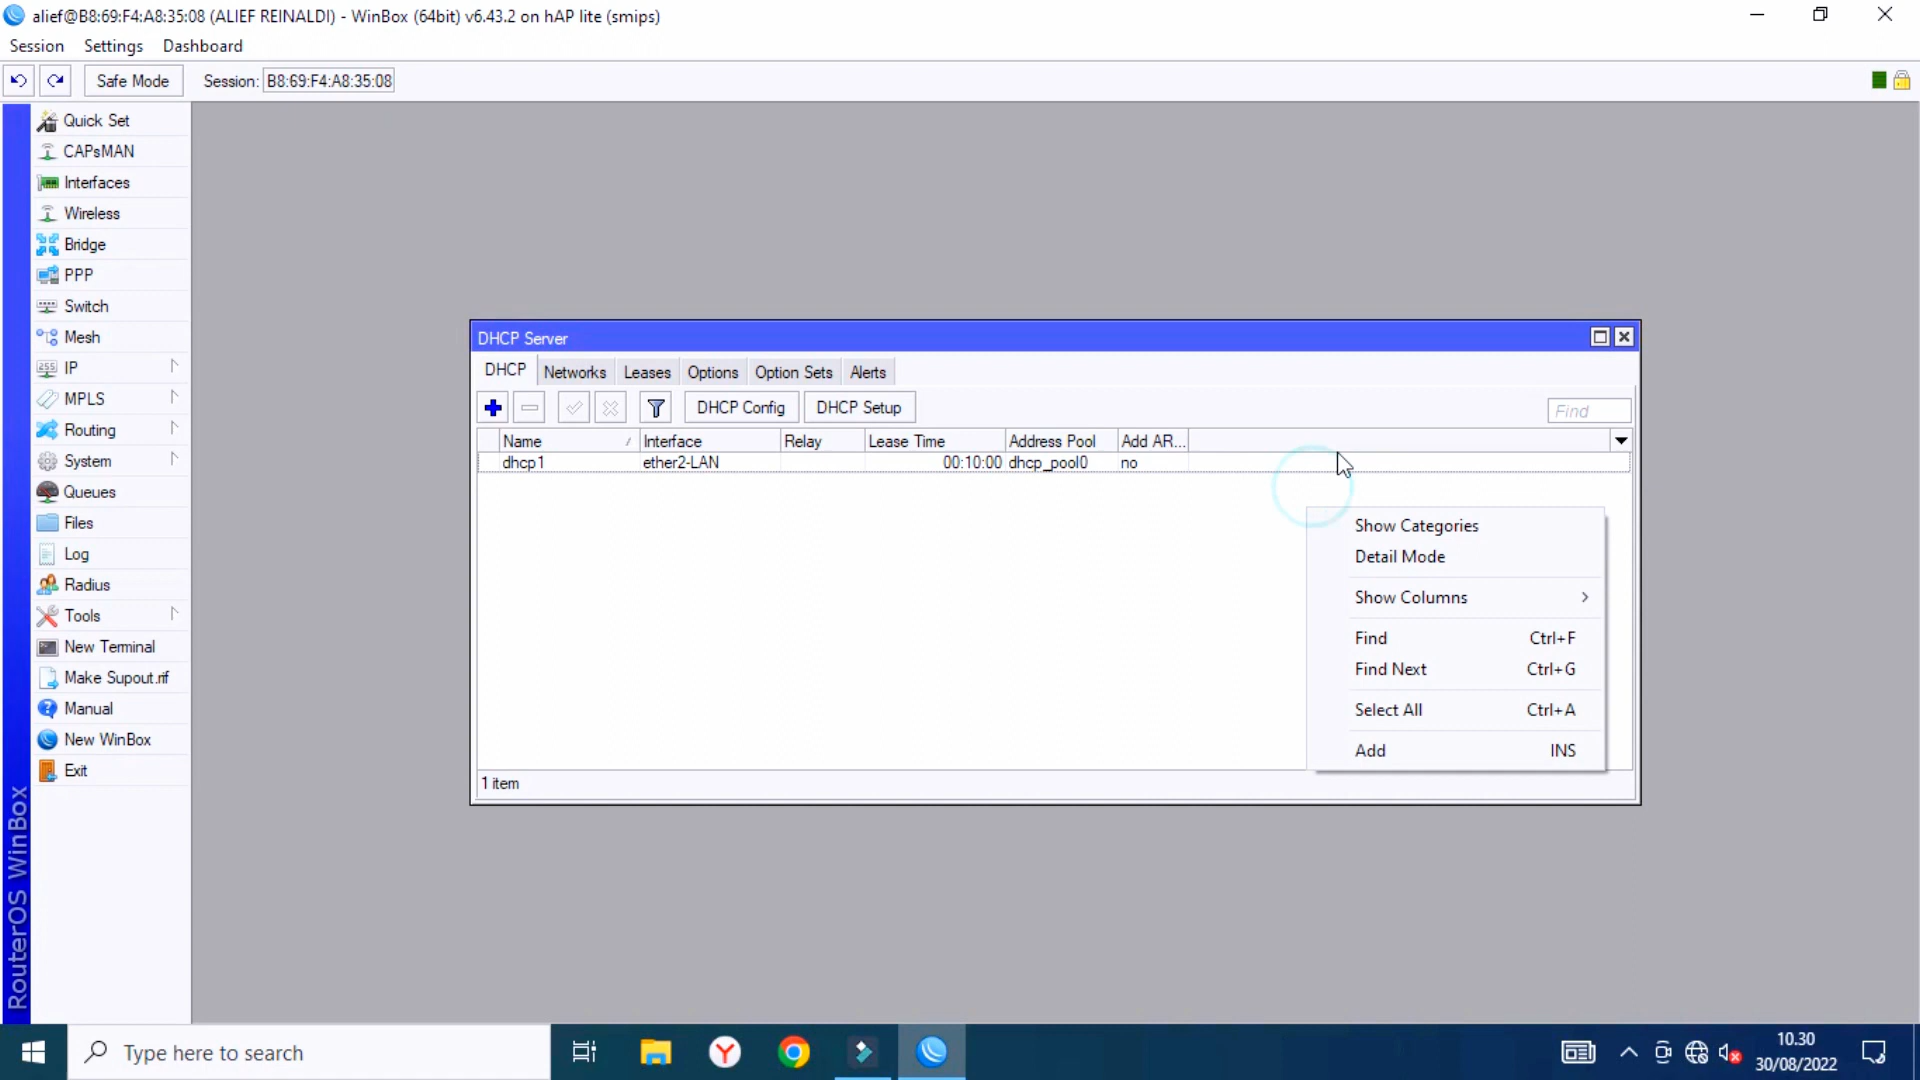 alief@B8:69:F4:A8:35:08 (ALIEF REINALDI) - WinBox (64bit) v6.43.2 on hAP lite (smips)
Session Settings Dashboard
Safe Mode Session: B8:69:F4:A8:35:08
Quick Set
CAPsMAN
Interfaces
Wireless
Bridge
PPP
Switch
Mesh
IP
MPLS
Routing
System
Queues
Files
Log
Radius
Tools
New Terminal
Make Supout.rif
Manual
New WinBox
Exit
RouterOS WinBox
DHCP Server
DHCP Networks Leases Options Option Sets Alerts
DHCP Config DHCP Setup Find
Name Interface Relay Lease Time Address Pool Add AR...
dhcp1 ether2-LAN 00:10:00 dhcp_pool0 no
Show Categories
Detail Mode
Show Columns
Find Ctrl+F
Find Next Ctrl+G
Select All Ctrl+A
Add INS
1 item
Type here to search
10.30
30/08/2022